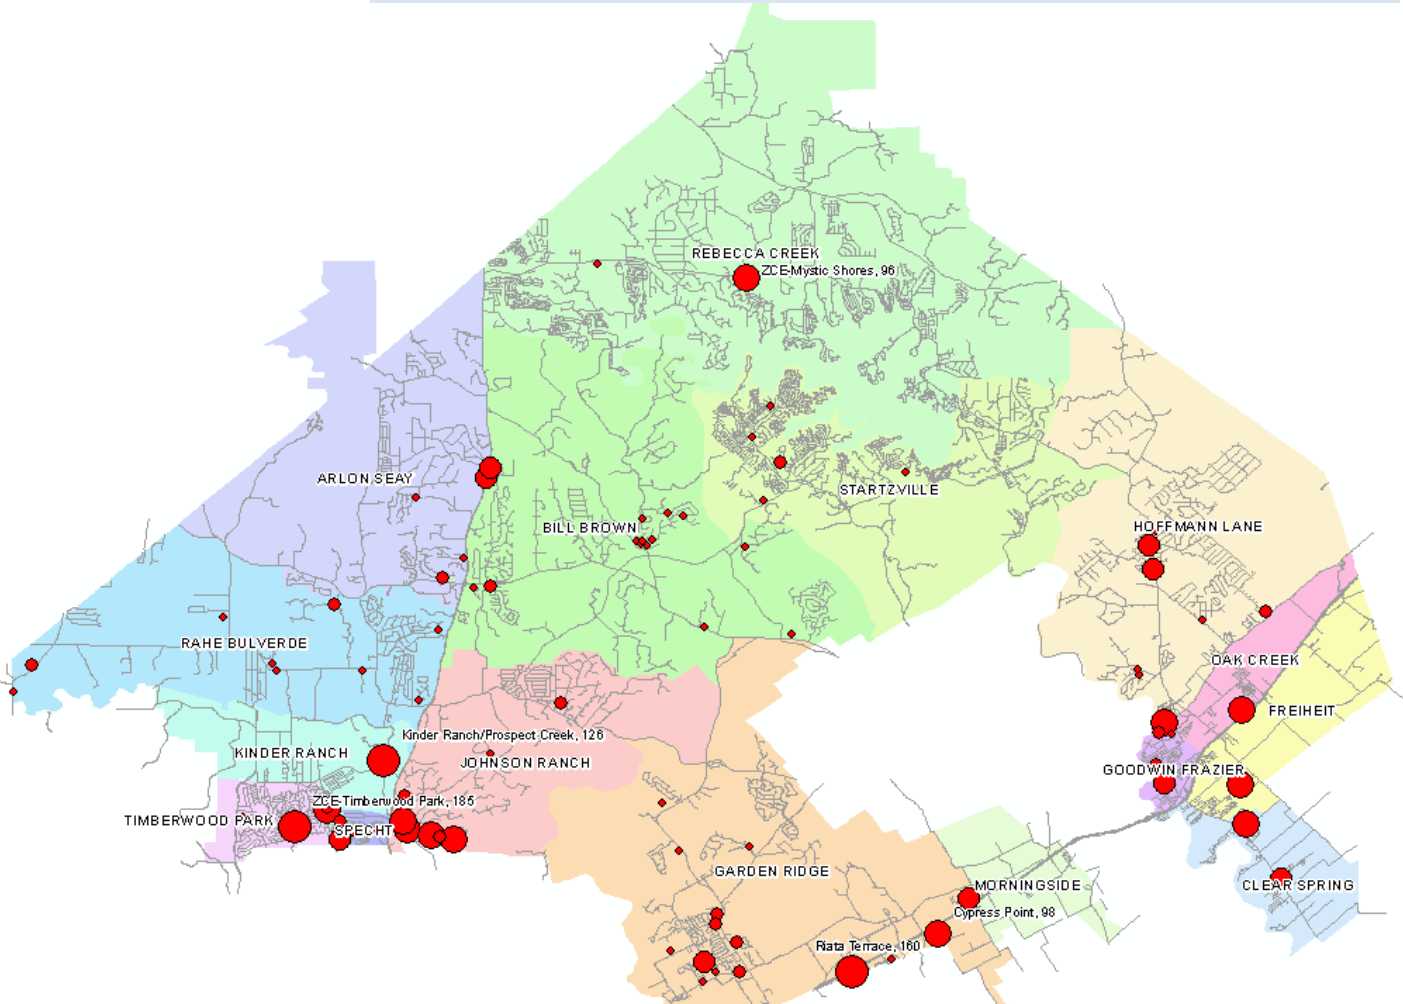 REBECCA CREEK
ZCE-Mystic Shores, 96
ARLON SEAY
STARTZVILLE
BILL BROWN
HOFFMANN LANE
RAHE BULVERDE
OAK CREEK
FREIHEIT
Kinder Ranch/Prospect Creek, 126
KINDER RANCH
JOHNSON RANCH
GOODWIN FRAZIER
ZCE-Timberwood Park, 185
TIMBERWOOD PARK
SPECHT
GARDEN RIDGE
MORNINGSIDE
CLEAR SPRING
Cypress Point, 98
Riata Terrace, 160